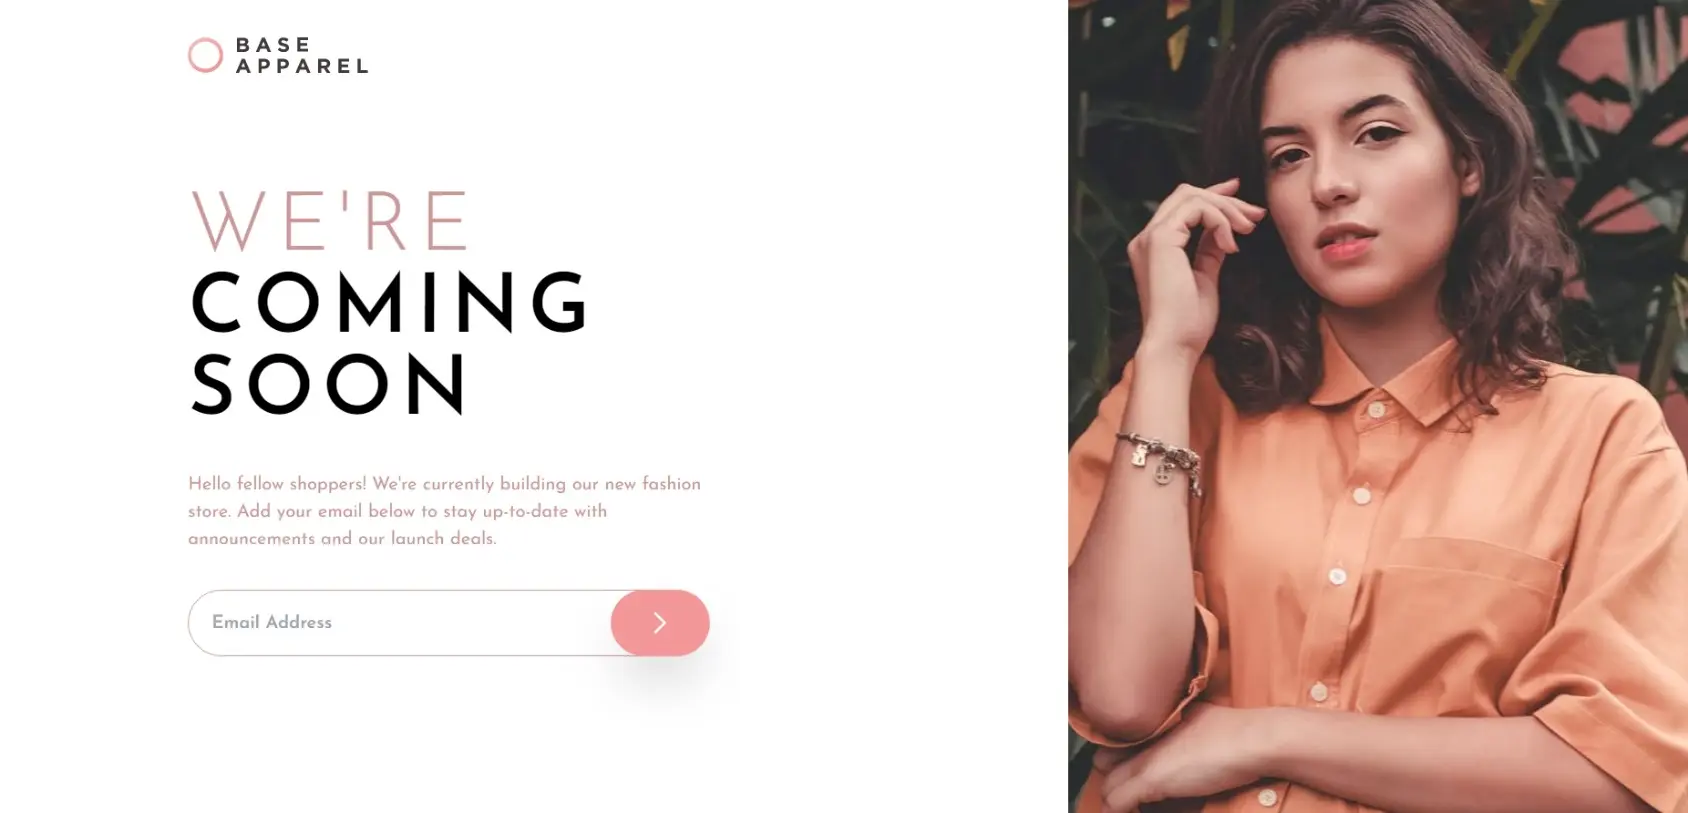 BASE
APPAREL
WE'RE
COMING
SOON
Hello fellow shoppers! We're currently building our new fashion
store. Add your email below to stay up-to-date with
announcements and our launch deals.
Email Address